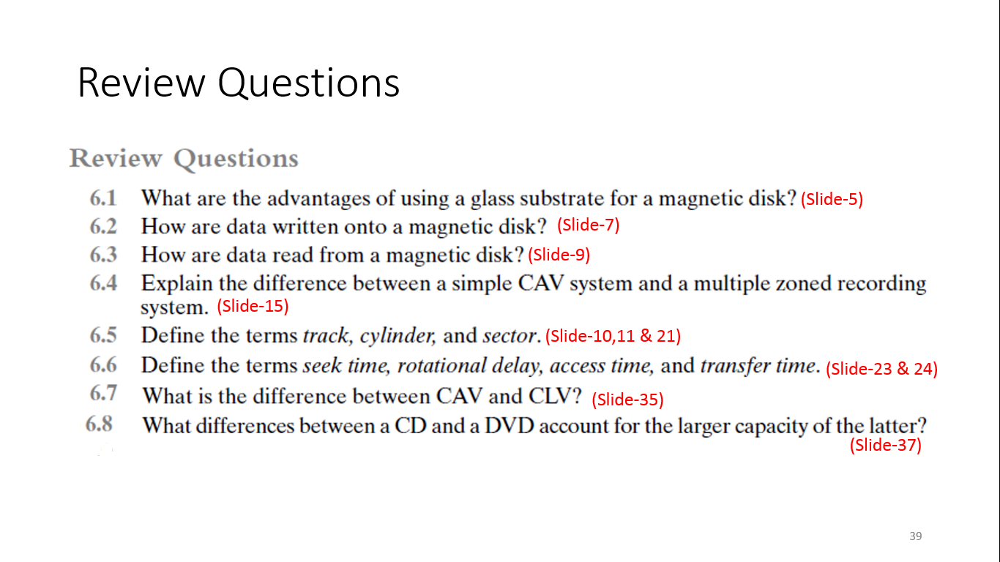 Review Questions
Review Questions
6.1 What are the advantages of using a glass substrate for a magnetic disk? (Slide-5)
6.2 How are data written onto a magnetic disk? (Slide-7)
6.3 How are data read from a magnetic disk? (Slide-9)
6.4 Explain the difference between a simple CAV system and a multiple zoned recording
system. (Slide-15)
6.5 Define the terms track, cylinder, and sector. (Slide-10,11 & 21)
6.6 Define the terms seek time, rotational delay, access time, and transfer time. (Slide-23 & 24)
6.7 What is the difference between CAV and CLV? (Slide-35)
6.8 What differences between a CD and a DVD account for the larger capacity of the latter?
(Slide-37)
39